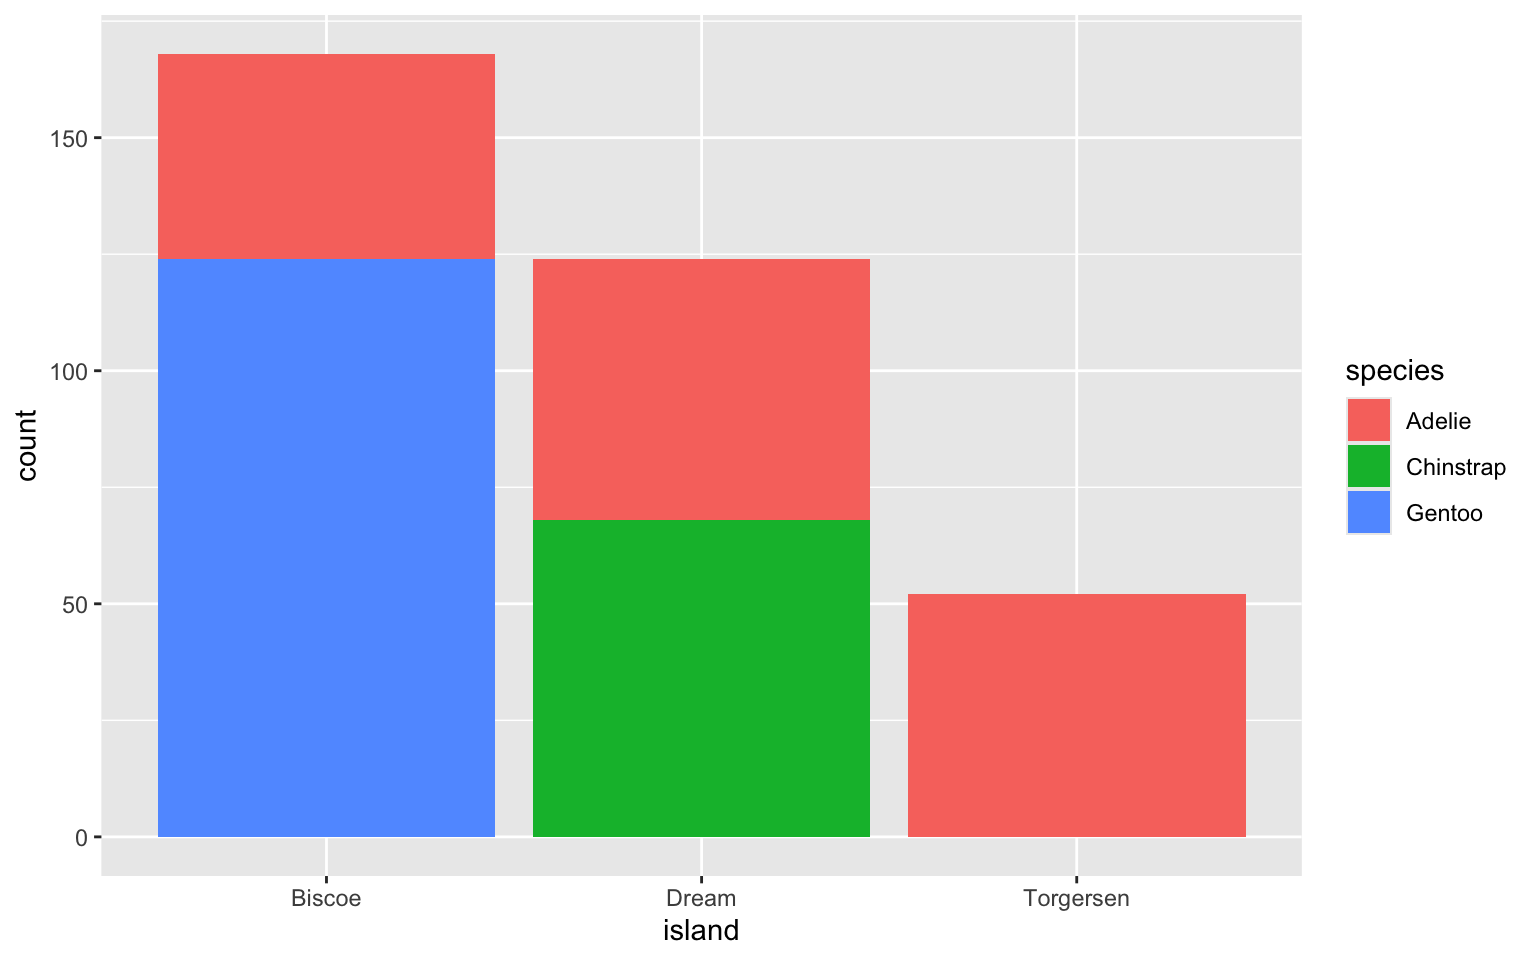 150
100
50
0
count
Biscoe
Dream
Torgersen
island
species
Adelie
Chinstrap
Gentoo